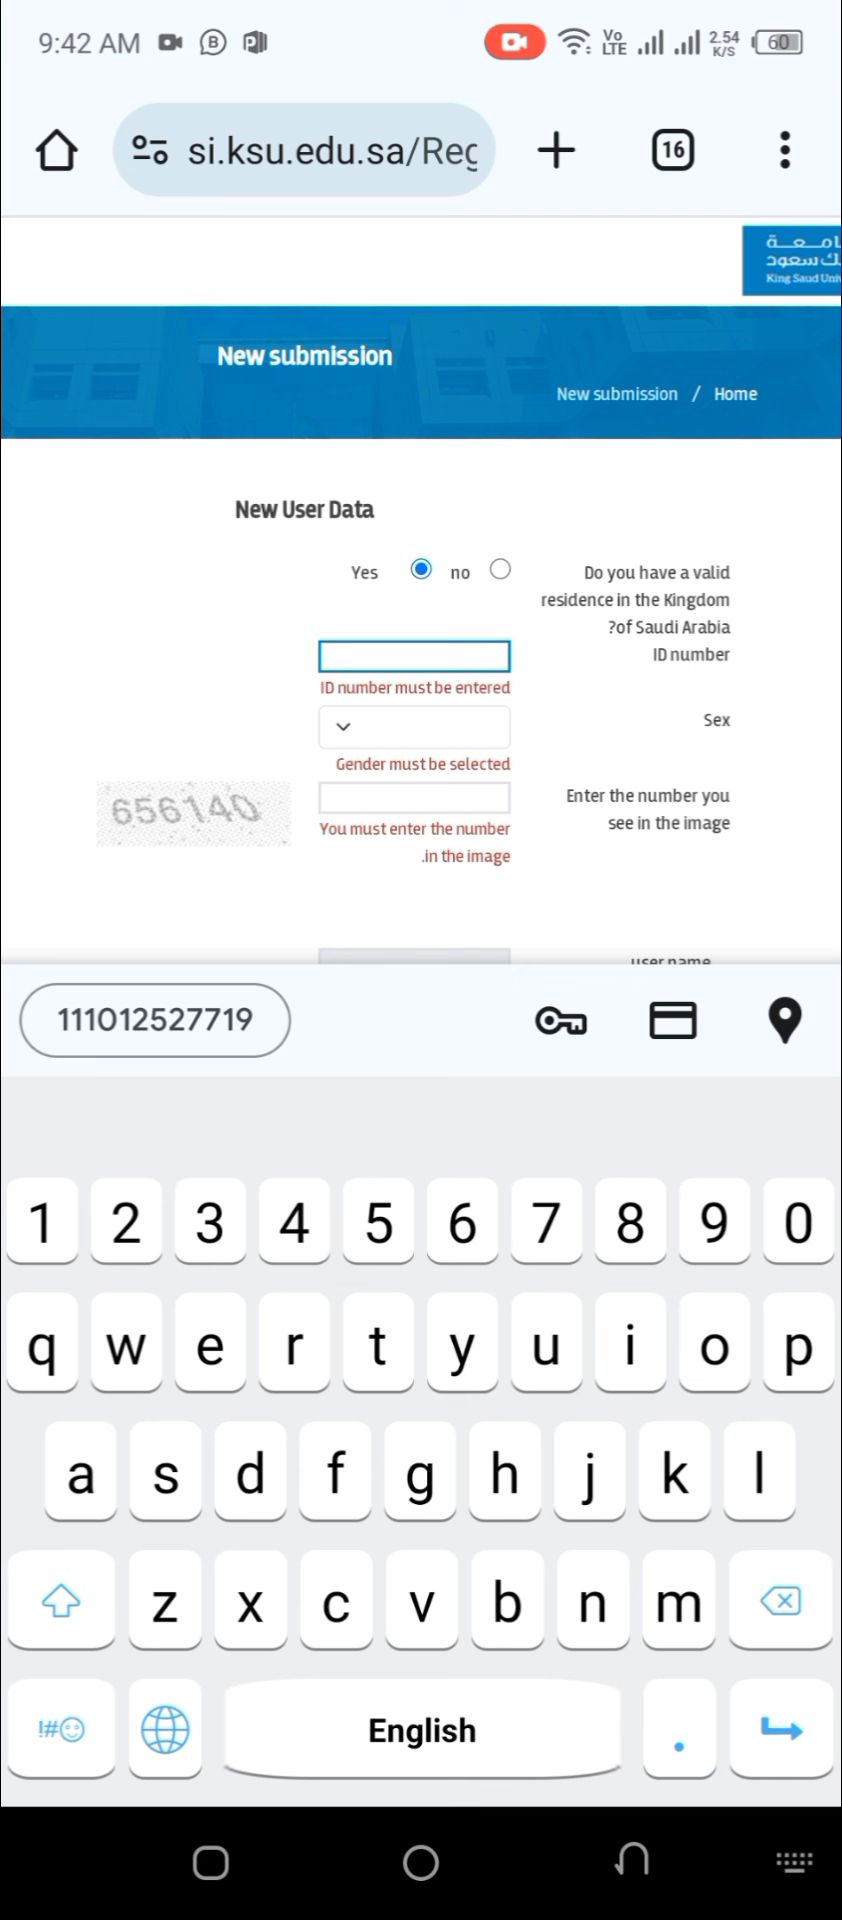 9:42 AM
Vo
LTE
2.54
K/S
60
si.ksu.edu.sa/Reg
16
King Saud Univ
New submission
New submission / Home
New User Data
Yes no Do you have a valid
residence in the Kingdom
?of Saudi Arabia
ID number
ID number must be entered
Sex
Gender must be selected
Enter the number you
see in the image
656140
You must enter the number
.in the image
user name
111012527719
1 2 3 4 5 6 7 8 9 0
q w e r t y u i o p
a s d f g h j k l
z x c v b n m
!#☺ English .